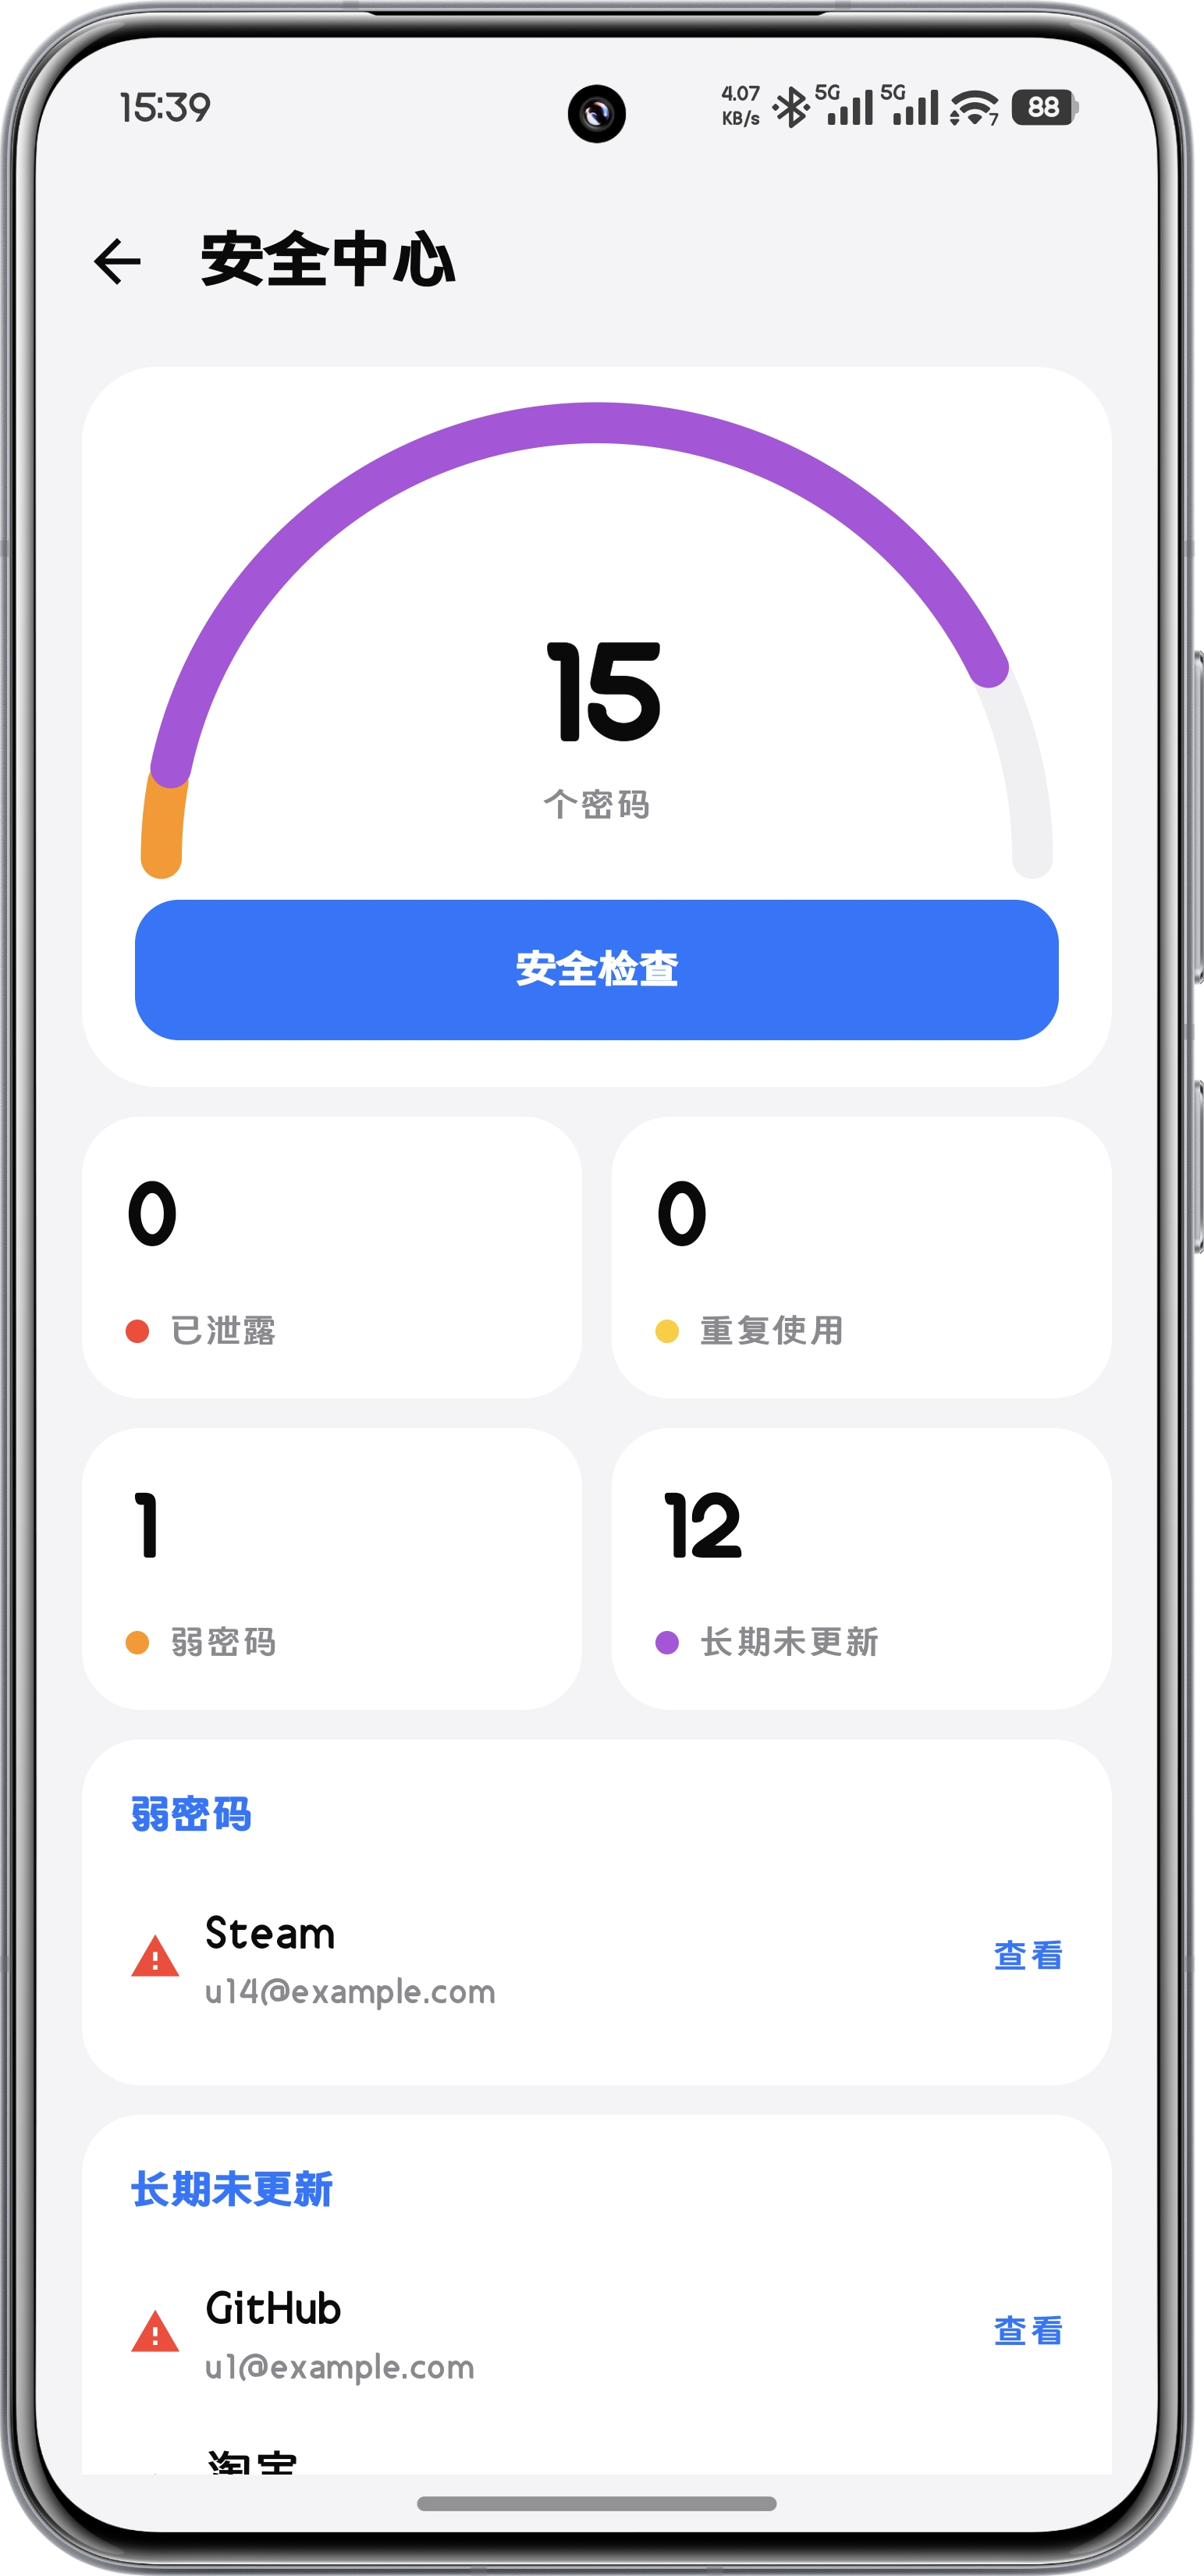 15:39
4.07 KB/s 5G 5G 7 88
安全中心
15
个密码
安全检查
0
已泄露
0
重复使用
1
弱密码
12
长期未更新
弱密码
Steam
u14@example.com
查看
长期未更新
GitHub
u1@example.com
查看
淘宝